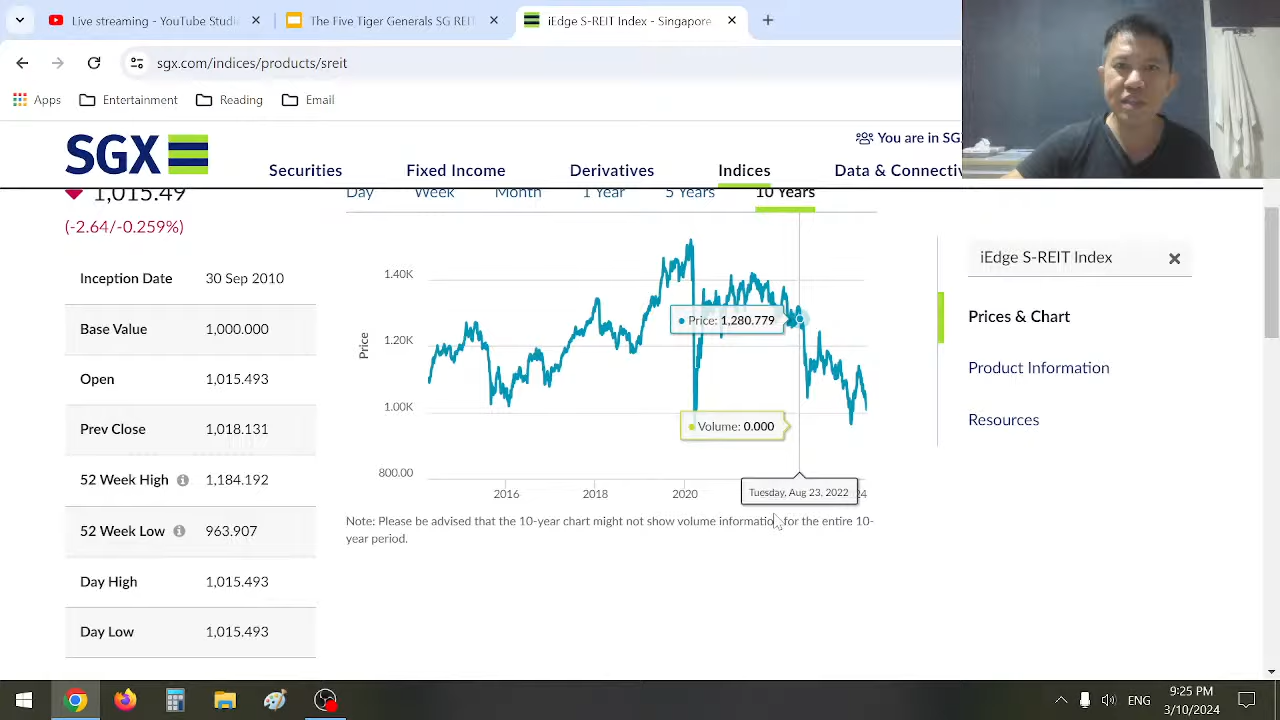 Live streaming - YouTube Studi
The Five Tiger Generals SG REIT
iEdge S-REIT Index - Singapore
sgx.com/indices/products/sreit
Apps
Entertainment
Reading
Email
SGX
You are in SG
Securities
Fixed Income
Derivatives
Indices
Data & Connectiv
1,015.49
(-2.64/-0.259%)
Day
Week
Month
1 Year
5 Years
10 Years
Inception Date 30 Sep 2010
Base Value 1,000.000
Open 1,015.493
Prev Close 1,018.131
52 Week High 1,184.192
52 Week Low 963.907
Day High 1,015.493
Day Low 1,015.493
Price
1.40K
1.20K
1.00K
800.00
Price: 1,280.779
Volume: 0.000
2016
2018
2020
Tuesday, Aug 23, 2022
24
Note: Please be advised that the 10-year chart might not show volume information for the entire 10-
year period.
iEdge S-REIT Index
Prices & Chart
Product Information
Resources
ENG
9:25 PM
3/10/2024